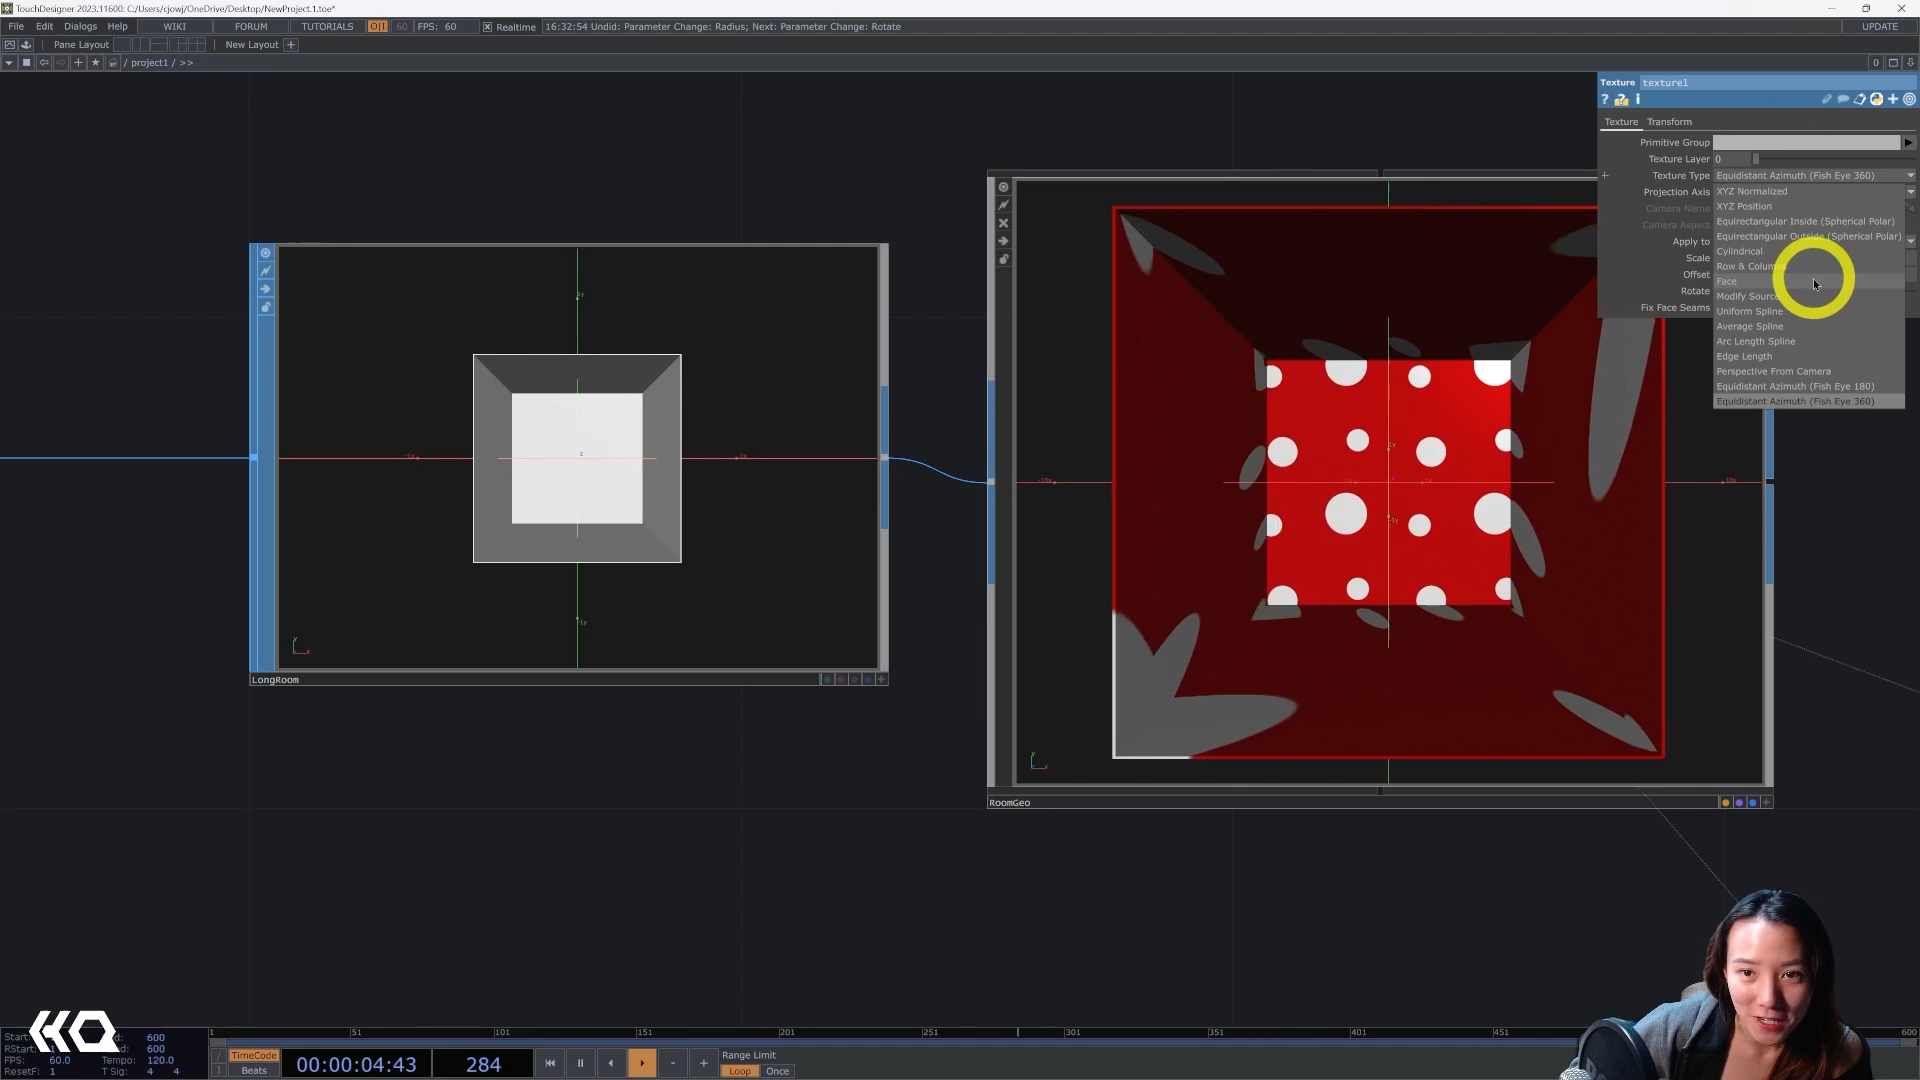 TouchDesigner 2023.11600: C:/Users/cjowj/OneDrive/Desktop/NewProject.1.toe*
File Edit Dialogs Help WIKI FORUM TUTORIALS O|I 60 FPS: 60 Realtime 16:32:54 Undid: Parameter Change: Radius; Next: Parameter Change: Rotate UPDATE
Pane Layout New Layout +
/ project1 / >> 0
Texture texture1
? i
Texture Transform
Primitive Group
Texture Layer 0
Texture Type Equidistant Azimuth (Fish Eye 360)
Projection Axis
Camera Name
Camera Aspect
Apply to
Scale
Offset
Rotate
Fix Face Seams
XYZ Normalized
XYZ Position
Equirectangular Inside (Spherical Polar)
Equirectangular Outside (Spherical Polar)
Cylindrical
Row & Columns
Face
Modify Source
Uniform Spline
Average Spline
Arc Length Spline
Edge Length
Perspective From Camera
Equidistant Azimuth (Fish Eye 180)
Equidistant Azimuth (Fish Eye 360)
LongRoom
RoomGeo
HQ
Start:
600
RStart:
600
FPS: 60.0 Tempo: 120.0
ResetF: 1 T Sig: 4 4
1 51 101 151 201 251 301 351 401 451 600
TimeCode
Beats
00:00:04:43 284
Range Limit
Loop Once